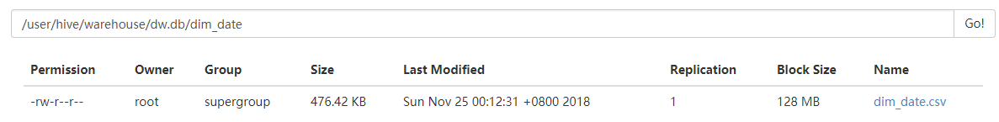 /user/hive/warehouse/dw.db/dim_date Go!
Permission Owner Group Size Last Modified Replication Block Size Name
-rw-r--r-- root supergroup 476.42 KB Sun Nov 25 00:12:31 +0800 2018 1 128 MB dim_date.csv